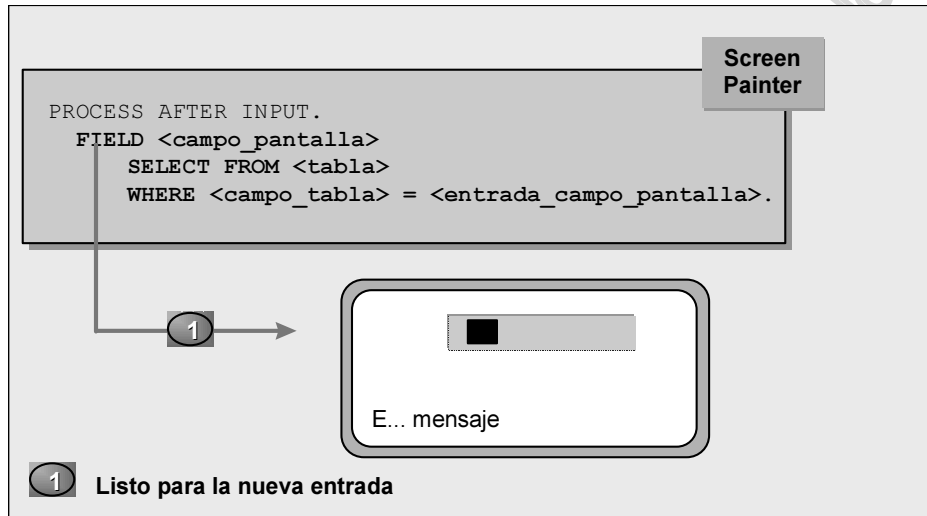 Screen
Painter
PROCESS AFTER INPUT.
FIELD <campo_pantalla>
SELECT FROM <tabla>
WHERE <campo_tabla> = <entrada_campo_pantalla>.
1
E... mensaje
1 Listo para la nueva entrada